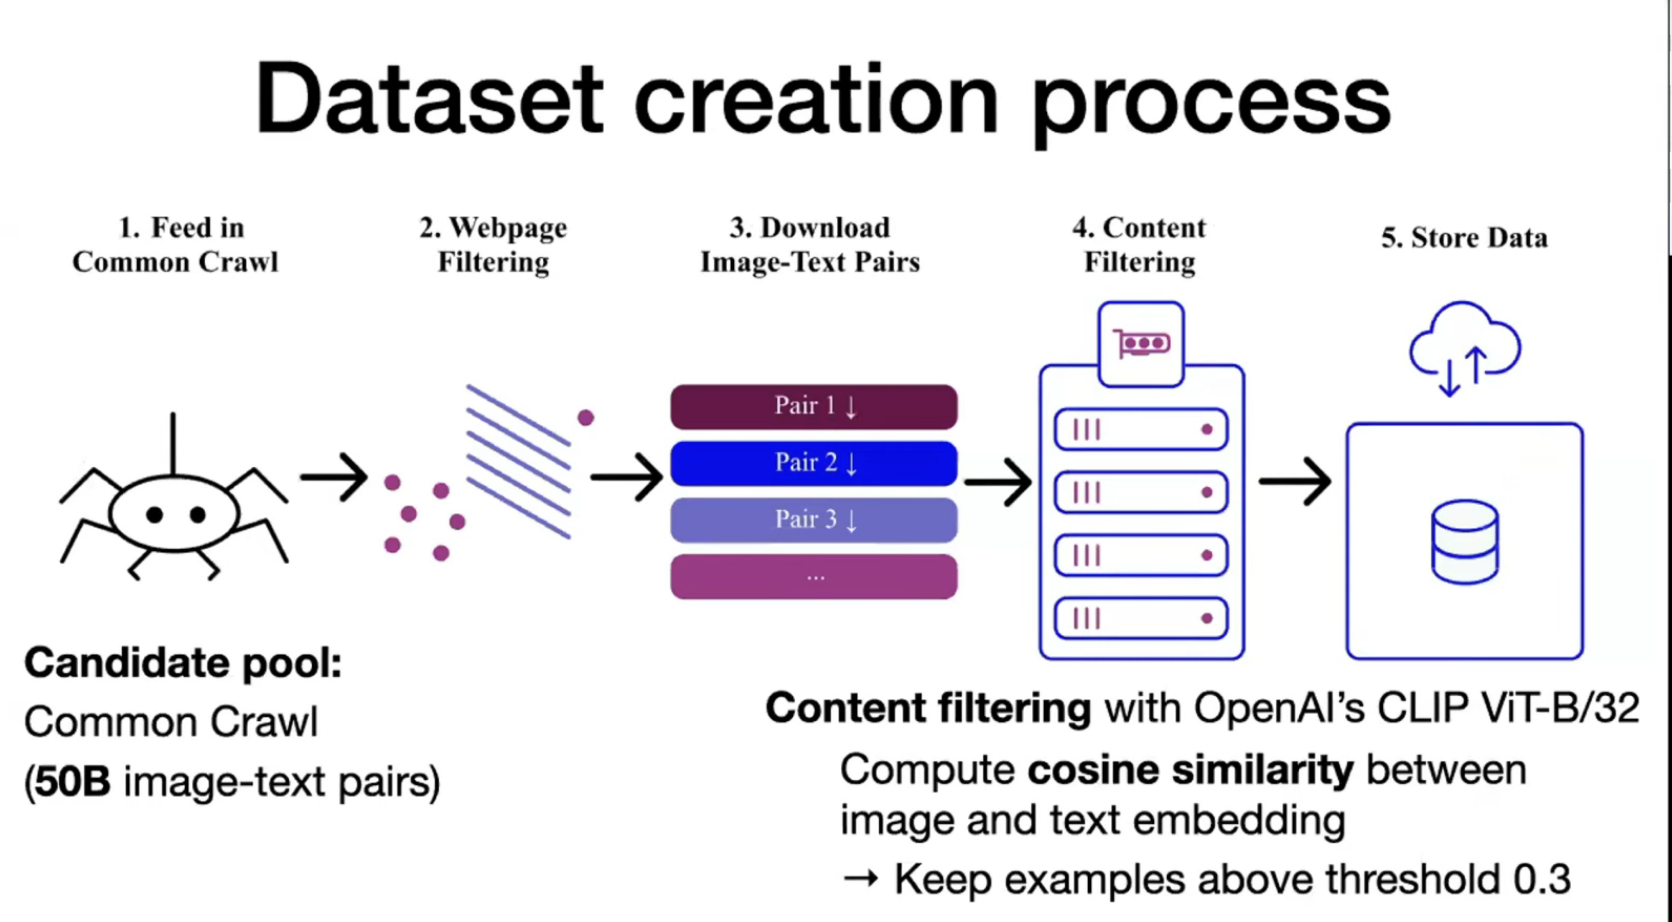 Dataset creation process
1. Feed in
Common Crawl
2. Webpage
Filtering
3. Download
Image-Text Pairs
4. Content
Filtering
5. Store Data
Pair 1 ↓
Pair 2 ↓
Pair 3 ↓
...
Candidate pool:
Common Crawl
(50B image-text pairs)
Content filtering with OpenAI's CLIP ViT-B/32
Compute cosine similarity between
image and text embedding
→ Keep examples above threshold 0.3